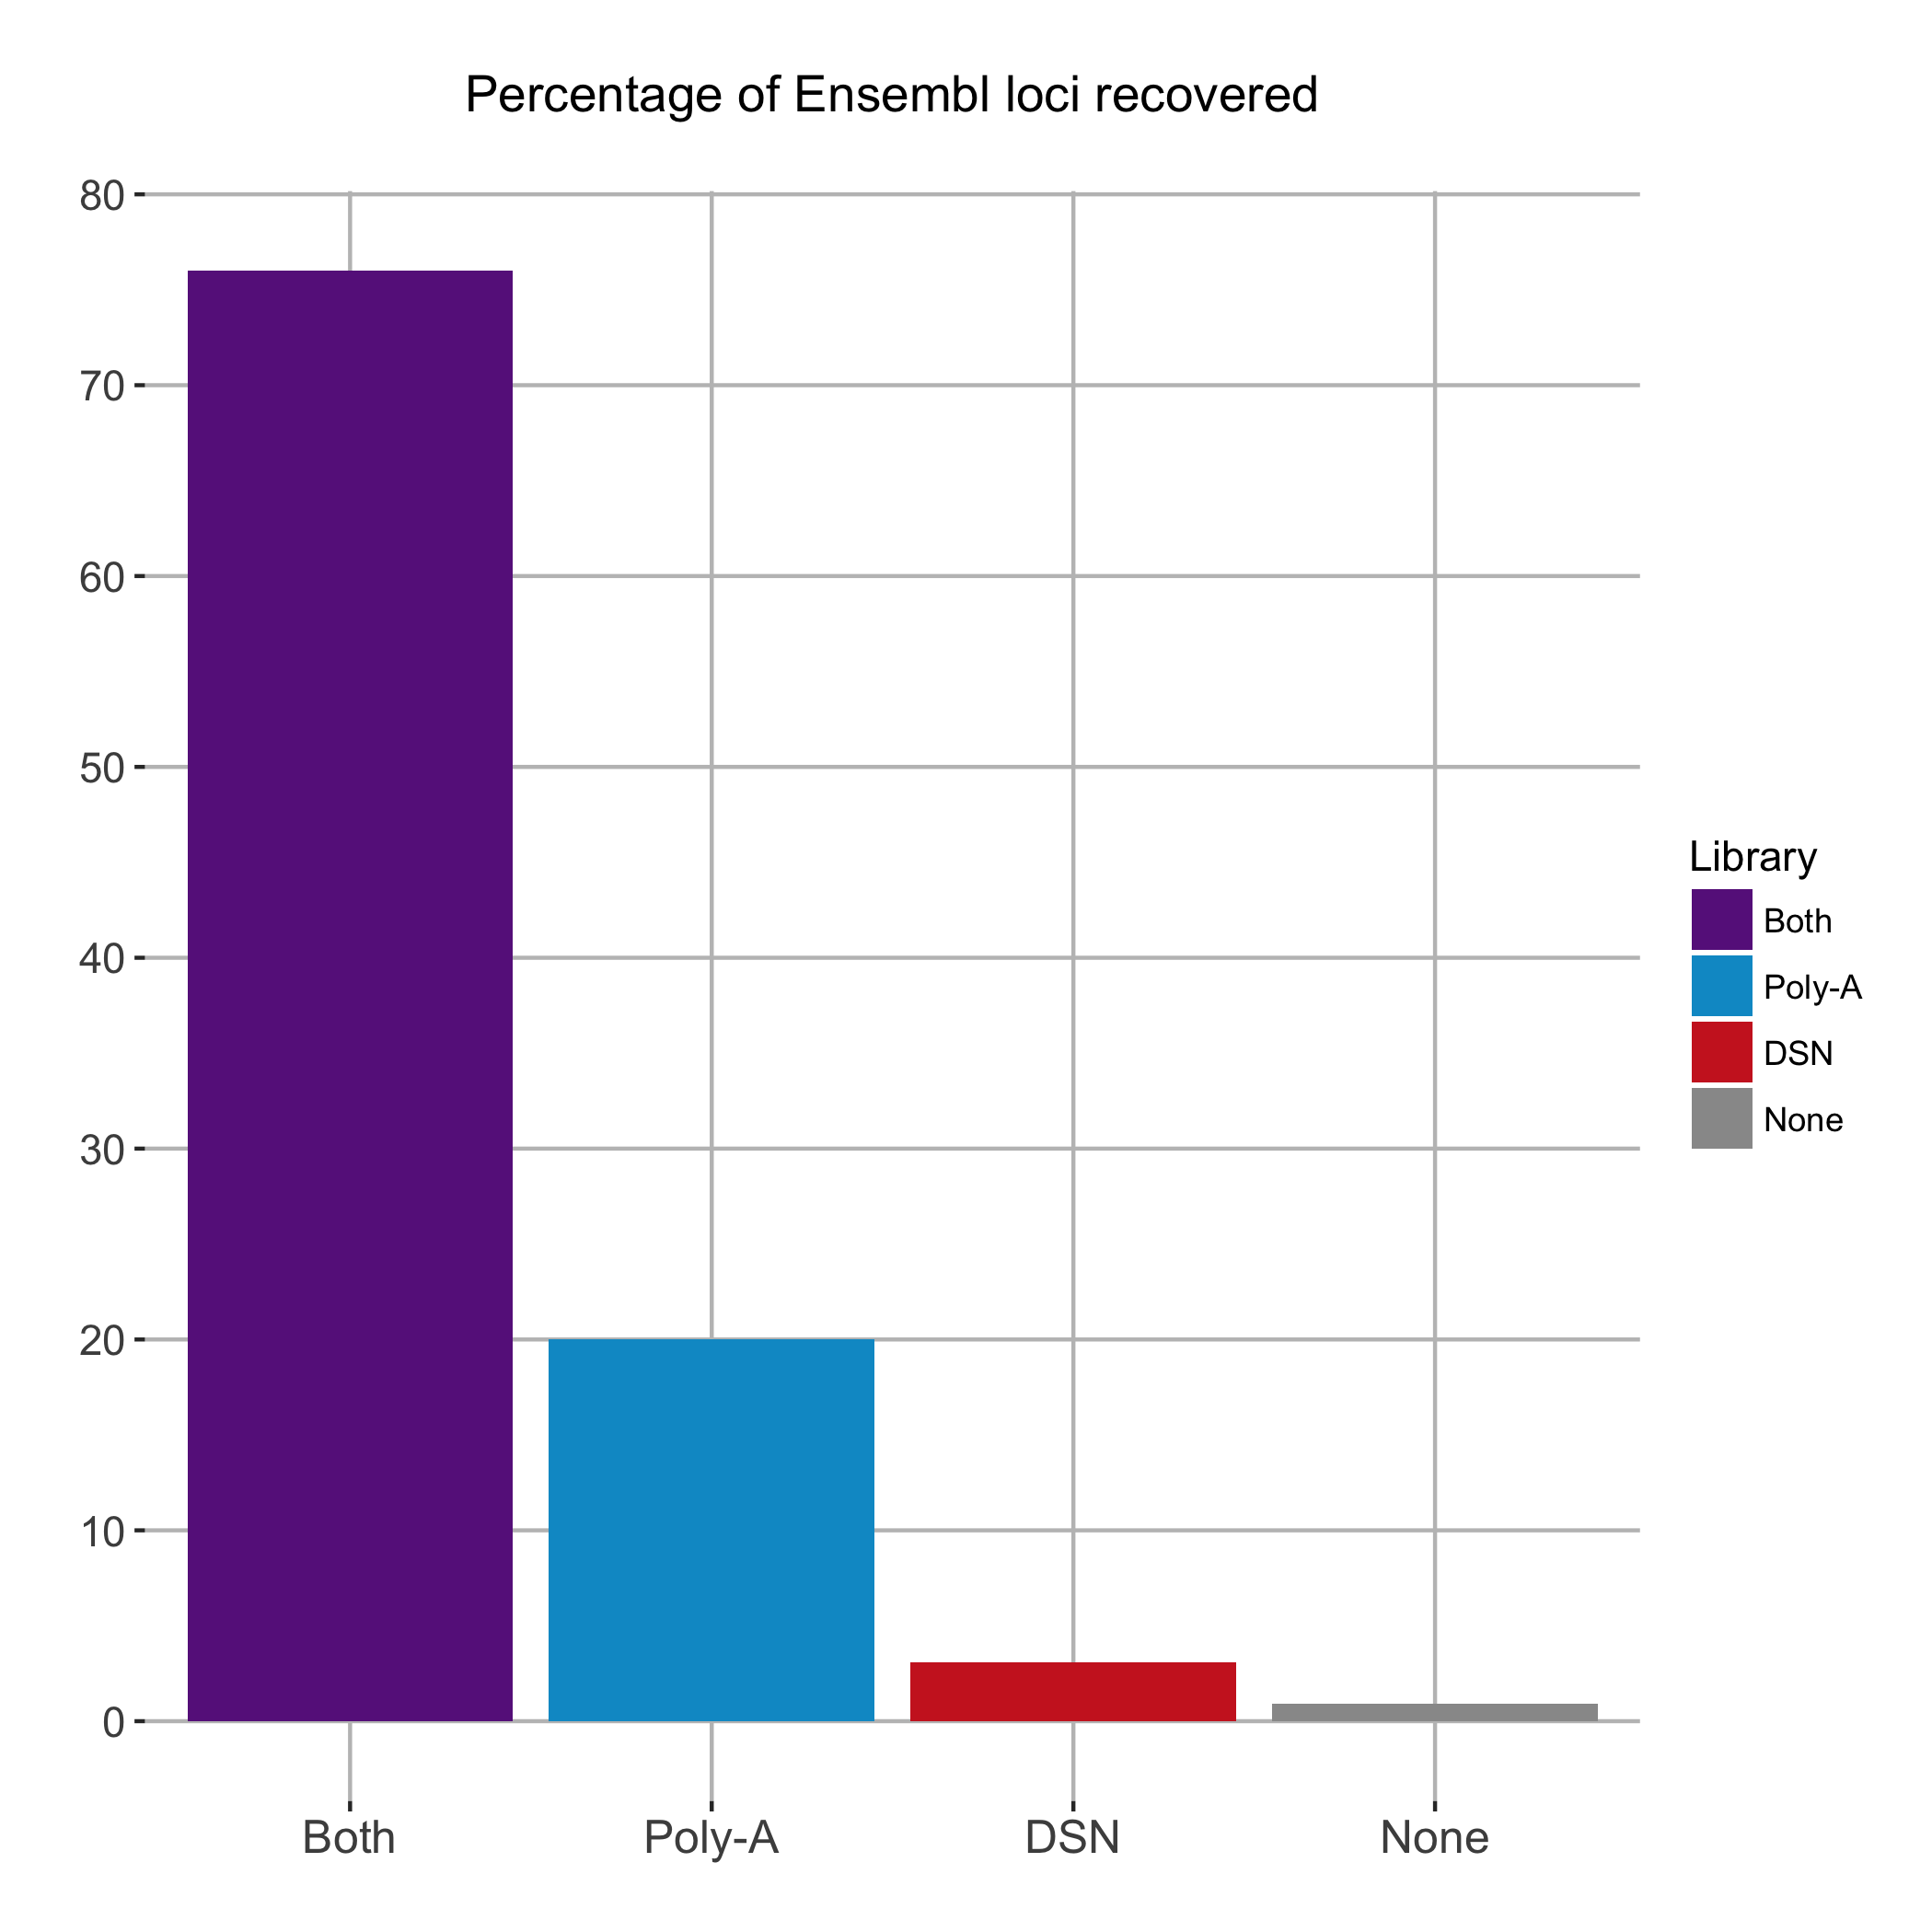 Percentage of Ensembl loci recovered
80
70
60
50
40
30
20
10
0
Both Poly-A DSN None
Library
Both
Poly-A
DSN
None